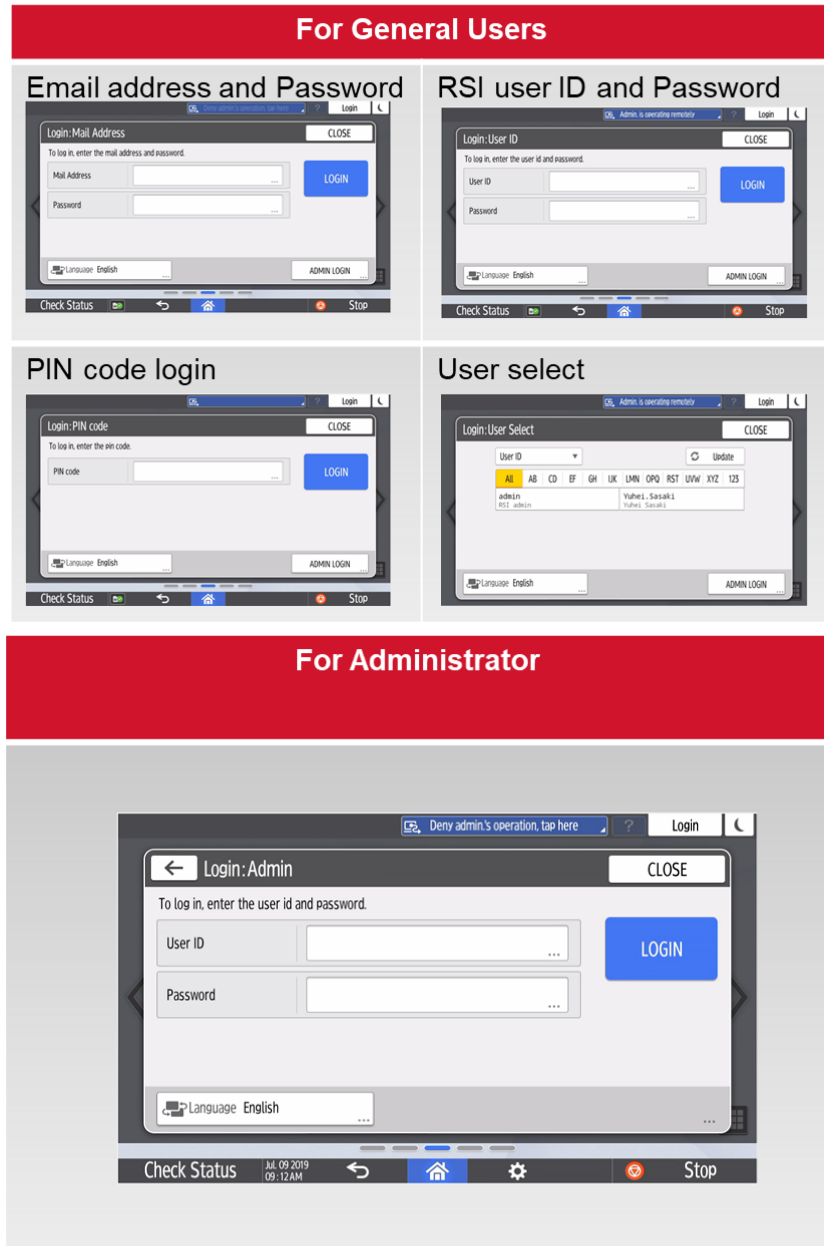 For General Users
Email address and Password
Deny admin's operation, tap here ? Login
Login:Mail Address CLOSE
To log in, enter the mail address and password.
Mail Address ... LOGIN
Password ...
Language English ... ADMIN LOGIN ...
Check Status Stop
RSI user ID and Password
Admin. is operating remotely ? Login
Login:User ID CLOSE
To log in, enter the user id and password.
User ID ... LOGIN
Password ...
Language English ... ADMIN LOGIN ...
Check Status Stop
PIN code login
? Login
Login:PIN code CLOSE
To log in, enter the pin code.
PIN code ... LOGIN
Language English ... ADMIN LOGIN ...
Check Status Stop
User select
Admin. is operating remotely ? Login
Login:User Select CLOSE
User ID Update
All AB CD EF GH IJK LMN OPQ RST UVW XYZ 123
admin Yuhei.Sasaki
RSI admin Yuhei Sasaki
Language English ... ADMIN LOGIN ...
For Administrator
Deny admin.'s operation, tap here ? Login
Login:Admin CLOSE
To log in, enter the user id and password.
User ID ... LOGIN
Password ...
Language English ... ...
Check Status Jul. 09 2019 Stop
09:12AM